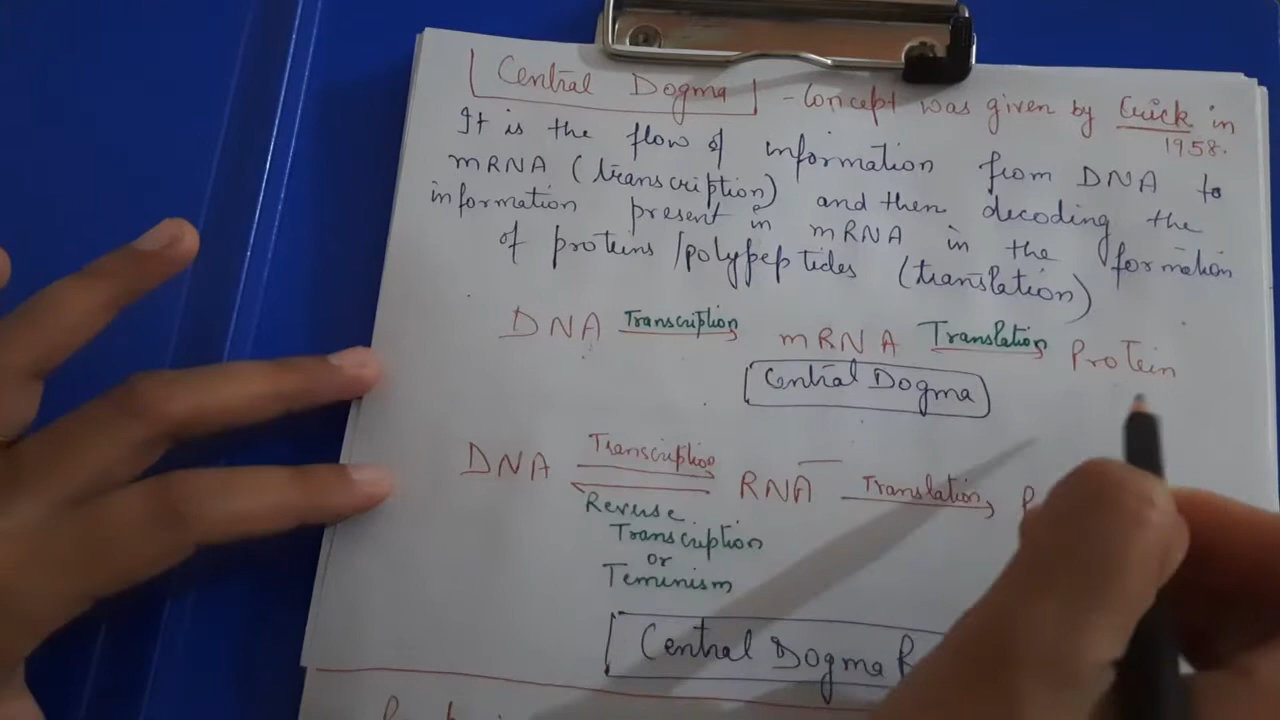 Central Dogma - Concept was given by Crick in 1958.
It is the flow of information from DNA to
mRNA (transcription) and then decoding the
information present in mRNA in the formation
of proteins/polypeptides (translation)
DNA Transcription mRNA Translation Protein
Central Dogma
DNA Transcription RNA Translation P
Reverse
Transcription
or
Teminism
Central Dogma R